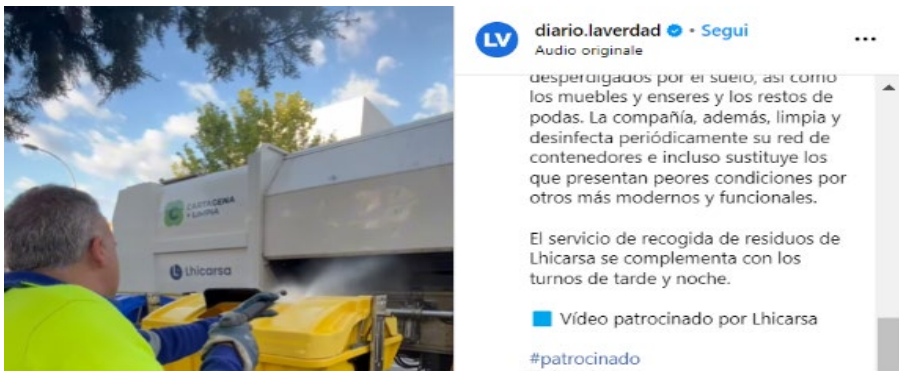 CARTAGENA
Y LIMPIA
Lhicarsa
LV
diario.laverdad • Segui
Audio originale
desperdigados por el suelo, así como
los muebles y enseres y los restos de
podas. La compañía, además, limpia y
desinfecta periódicamente su red de
contenedores e incluso sustituye los
que presentan peores condiciones por
otros más modernos y funcionales.
El servicio de recogida de residuos de
Lhicarsa se complementa con los
turnos de tarde y noche.
Vídeo patrocinado por Lhicarsa
#patrocinado